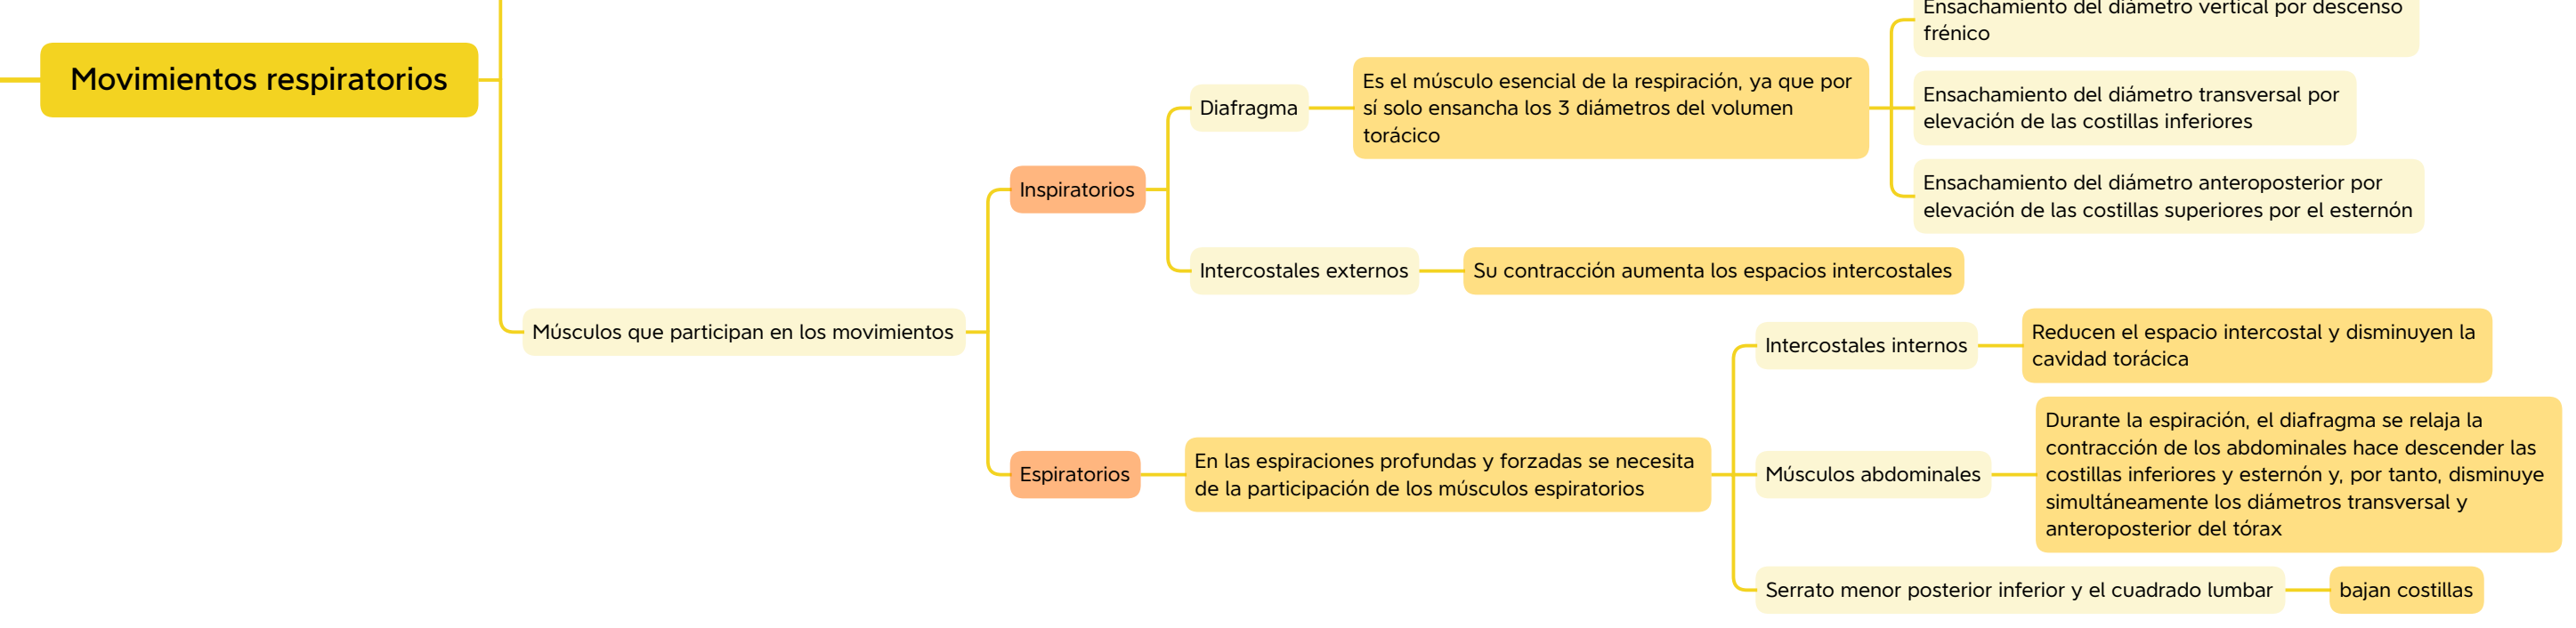 Movimientos respiratorios
Músculos que participan en los movimientos
Inspiratorios
Diafragma
Es el músculo esencial de la respiración, ya que por
sí solo ensancha los 3 diámetros del volumen
torácico
Ensachamiento del diámetro vertical por descenso
frénico
Ensachamiento del diámetro transversal por
elevación de las costillas inferiores
Ensachamiento del diámetro anteroposterior por
elevación de las costillas superiores por el esternón
Intercostales externos
Su contracción aumenta los espacios intercostales
Espiratorios
En las espiraciones profundas y forzadas se necesita
de la participación de los músculos espiratorios
Intercostales internos
Reducen el espacio intercostal y disminuyen la
cavidad torácica
Músculos abdominales
Durante la espiración, el diafragma se relaja la
contracción de los abdominales hace descender las
costillas inferiores y esternón y, por tanto, disminuye
simultáneamente los diámetros transversal y
anteroposterior del tórax
Serrato menor posterior inferior y el cuadrado lumbar
bajan costillas